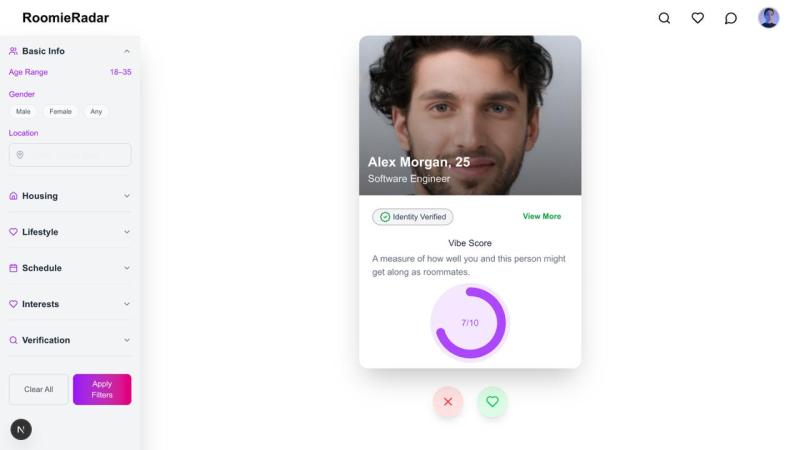 RoomieRadar
Basic Info
Age Range 18–35
Gender
Male Female Any
Location
Housing
Lifestyle
Schedule
Interests
Verification
Clear All
Apply
Filters
N
Alex Morgan, 25
Software Engineer
Identity Verified View More
Vibe Score
A measure of how well you and this person might
get along as roommates.
7/10